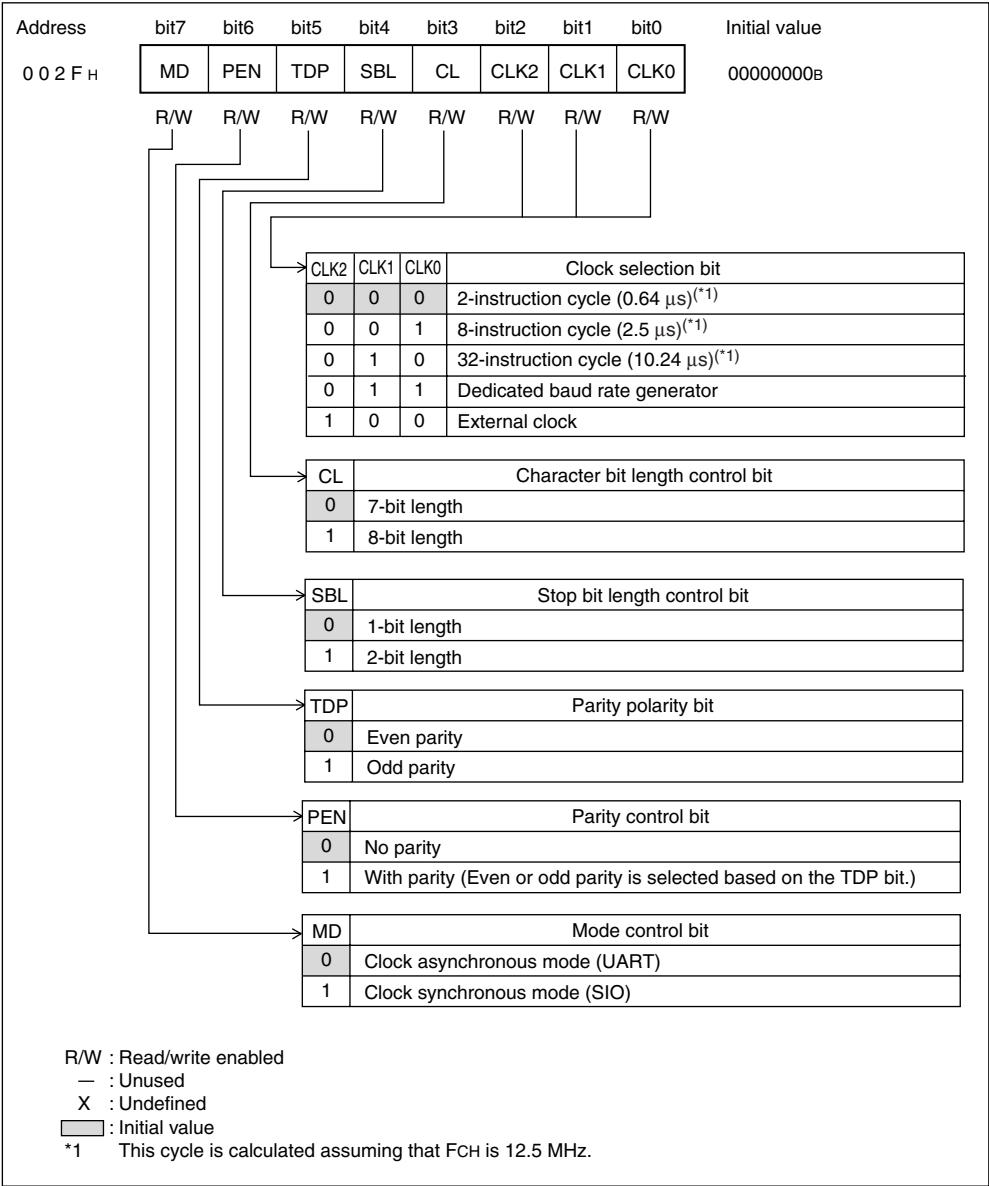 Address bit7 bit6 bit5 bit4 bit3 bit2 bit1 bit0 Initial value
0 0 2 F H MD PEN TDP SBL CL CLK2 CLK1 CLK0 00000000B
R/W R/W R/W R/W R/W R/W R/W R/W
CLK2 CLK1 CLK0 Clock selection bit
0 0 0 2-instruction cycle (0.64 μs)(*1)
0 0 1 8-instruction cycle (2.5 μs)(*1)
0 1 0 32-instruction cycle (10.24 μs)(*1)
0 1 1 Dedicated baud rate generator
1 0 0 External clock
CL Character bit length control bit
0 7-bit length
1 8-bit length
SBL Stop bit length control bit
0 1-bit length
1 2-bit length
TDP Parity polarity bit
0 Even parity
1 Odd parity
PEN Parity control bit
0 No parity
1 With parity (Even or odd parity is selected based on the TDP bit.)
MD Mode control bit
0 Clock asynchronous mode (UART)
1 Clock synchronous mode (SIO)
R/W : Read/write enabled
— : Unused
X : Undefined
: Initial value
*1 This cycle is calculated assuming that FCH is 12.5 MHz.